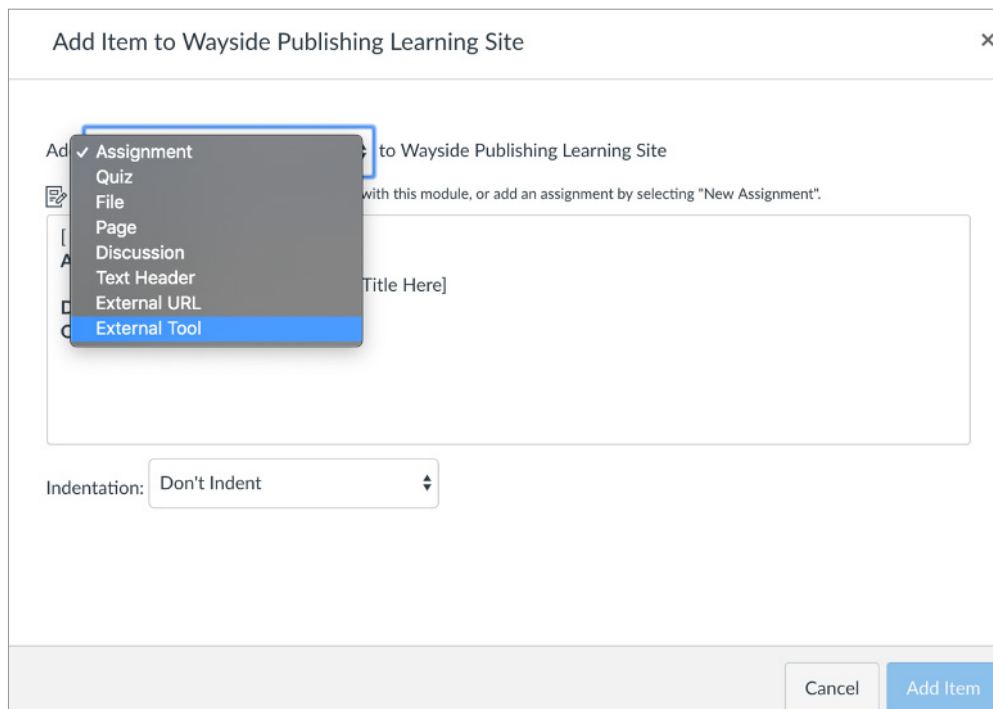 Add Item to Wayside Publishing Learning Site
×
Ad to Wayside Publishing Learning Site
✓ Assignment
Quiz
with this module, or add an assignment by selecting "New Assignment".
File
Page
[
Discussion
A
Text Header
Title Here]
External URL
D
External Tool
Indentation: Don't Indent
Cancel Add Item